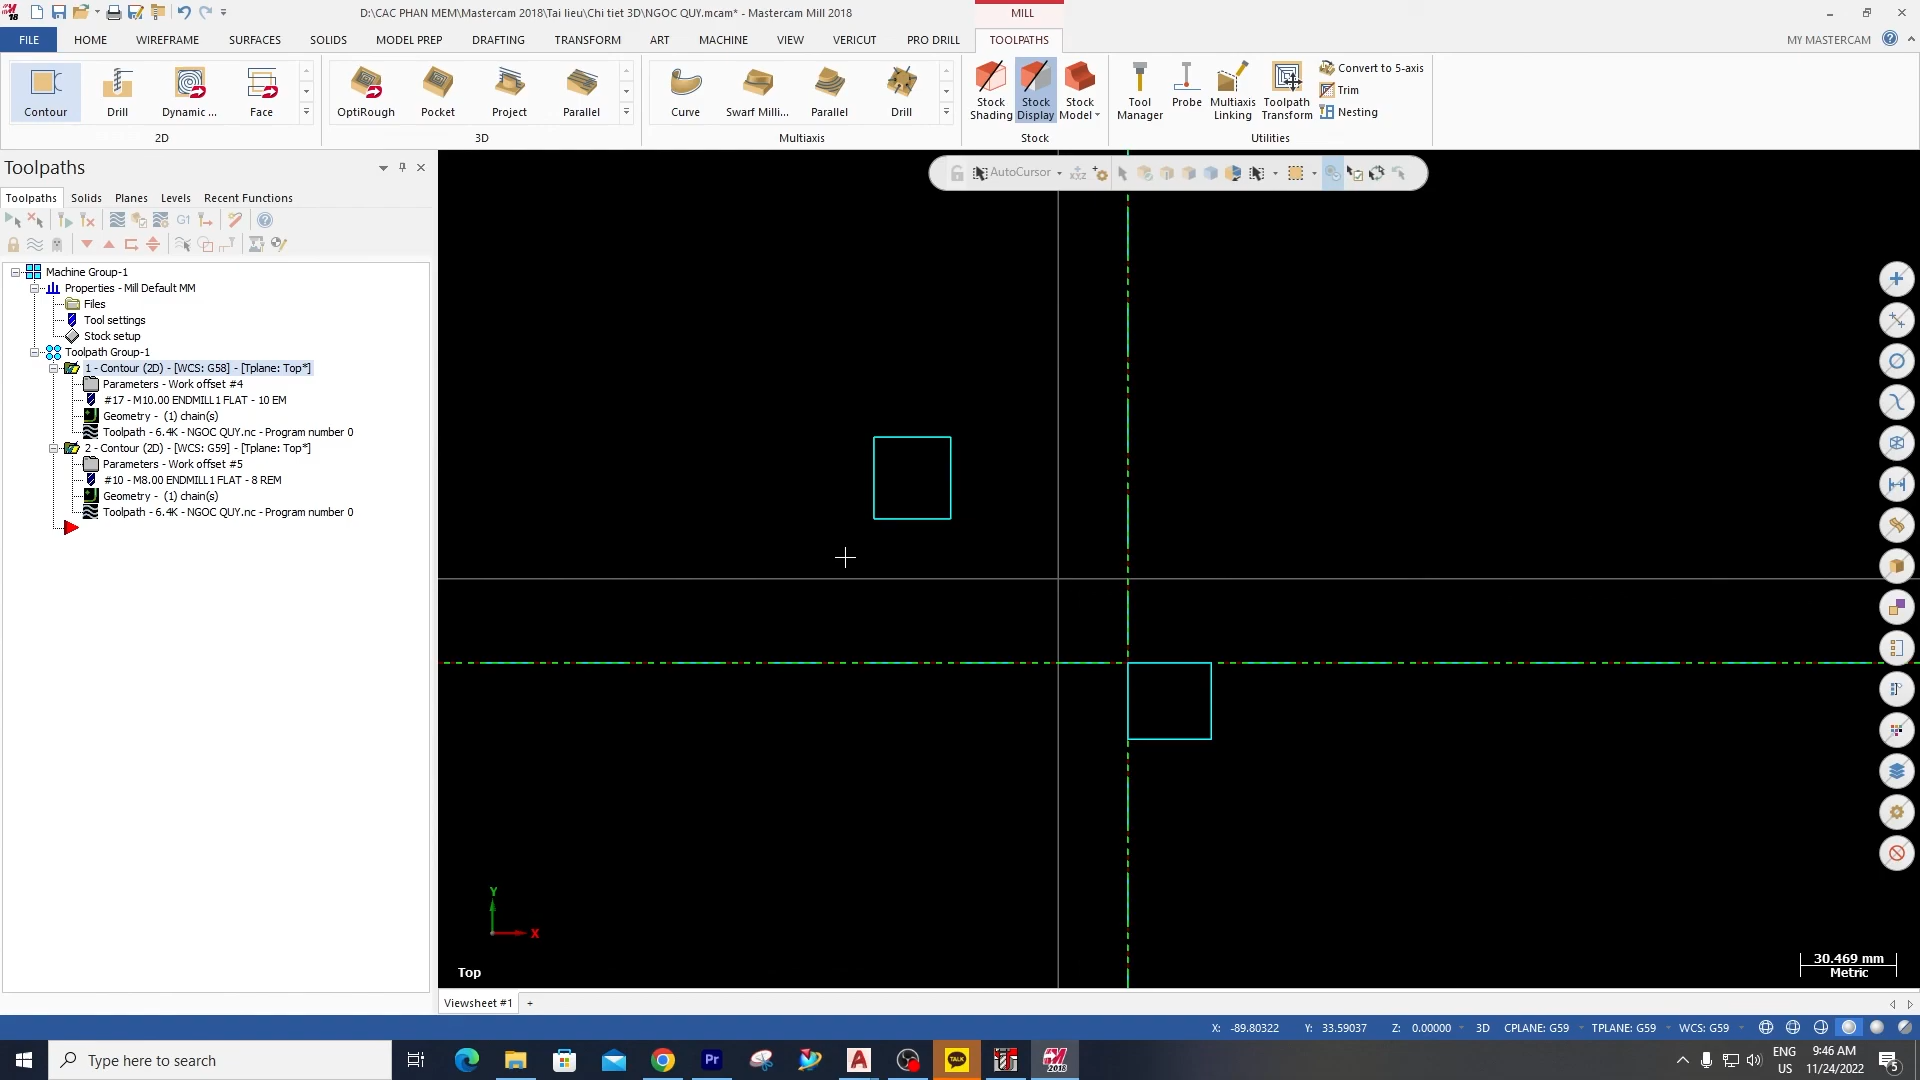 D:\CAC PHAN MEM\Mastercam 2018\Tai lieu\Chi tiet 3D\NGOC QUY.mcam* - Mastercam Mill 2018
MILL
FILE HOME WIREFRAME SURFACES SOLIDS MODEL PREP DRAFTING TRANSFORM ART MACHINE VIEW VERICUT PRO DRILL TOOLPATHS MY MASTERCAM
Contour Drill Dynamic ... Face
2D
OptiRough Pocket Project Parallel
3D
Curve Swarf Milli... Parallel Drill
Multiaxis
Stock Shading Stock Display Stock Model
Stock
Tool Manager Probe Multiaxis Linking Toolpath Transform
Convert to 5-axis
Trim
Nesting
Utilities
Toolpaths
Toolpaths Solids Planes Levels Recent Functions
G1
AutoCursor
XYZ
Machine Group-1
Properties - Mill Default MM
Files
Tool settings
Stock setup
Toolpath Group-1
1 - Contour (2D) - [WCS: G58] - [Tplane: Top*]
Parameters - Work offset #4
#17 - M10.00 ENDMILL1 FLAT - 10 EM
Geometry - (1) chain(s)
Toolpath - 6.4K - NGOC QUY.nc - Program number 0
2 - Contour (2D) - [WCS: G59] - [Tplane: Top*]
Parameters - Work offset #5
#10 - M8.00 ENDMILL1 FLAT - 8 REM
Geometry - (1) chain(s)
Toolpath - 6.4K - NGOC QUY.nc - Program number 0
Y
X
Top
30.469 mm
Metric
Viewsheet #1 +
X: -89.80322 Y: 33.59037 Z: 0.00000 3D CPLANE: G59 TPLANE: G59 WCS: G59
Type here to search
Pr
A
TALK
2018
ENG
US
9:46 AM
11/24/2022
5